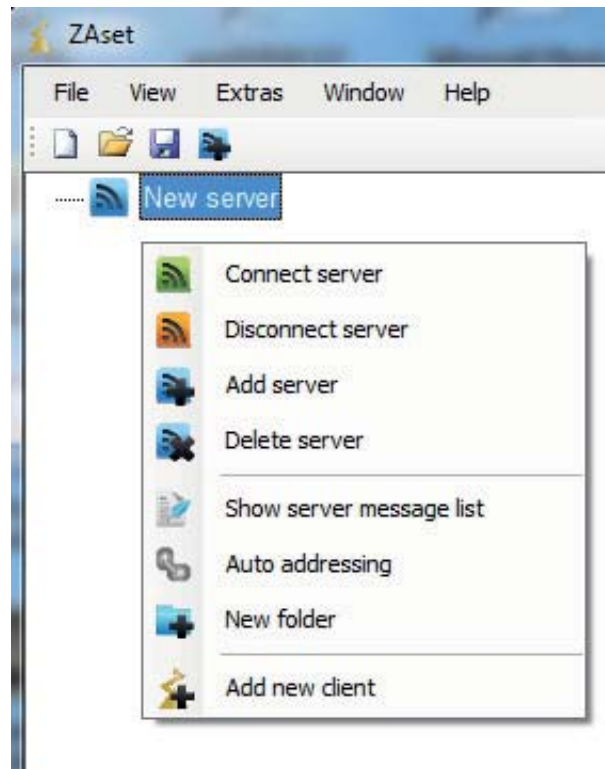 ZAset
File View Extras Window Help
New server
Connect server
Disconnect server
Add server
Delete server
Show server message list
Auto addressing
New folder
Add new client